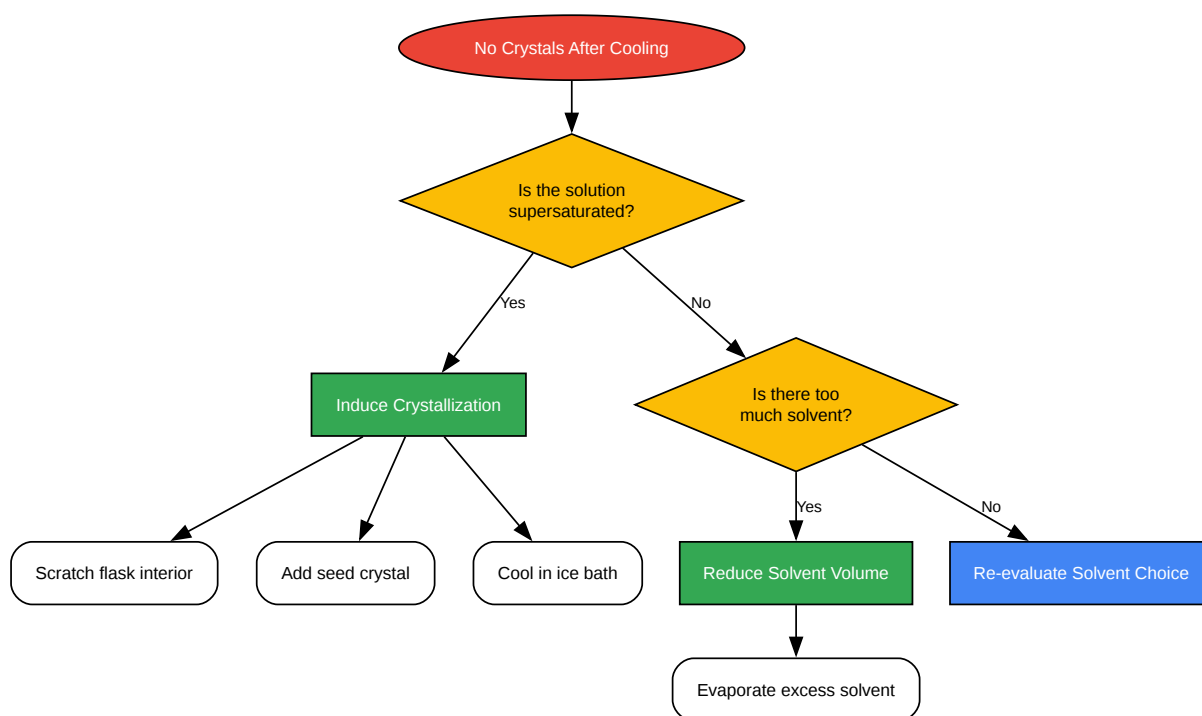 No Crystals After Cooling
Is the solution
supersaturated?
Yes
No
Induce Crystallization
Is there too
much solvent?
Yes
No
Scratch flask interior
Add seed crystal
Cool in ice bath
Reduce Solvent Volume
Re-evaluate Solvent Choice
Evaporate excess solvent